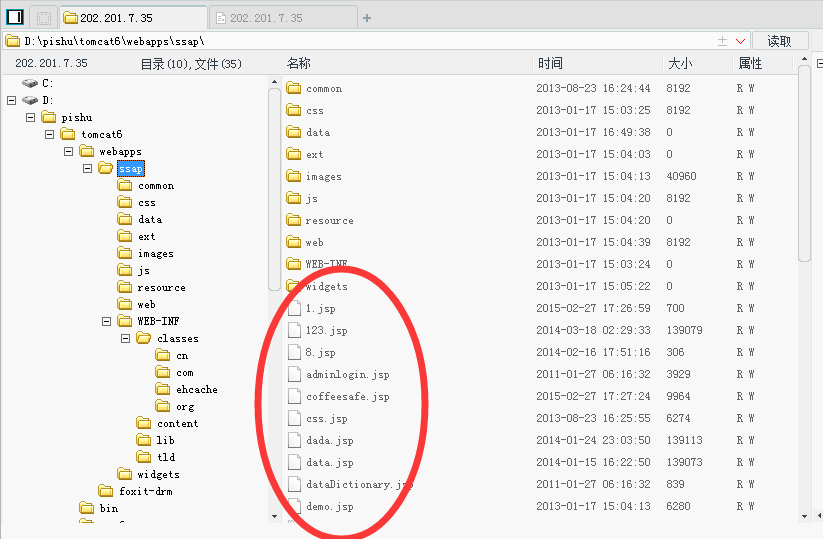 202.201.7.35 202.201.7.35
D:\pishu\tomcat6\webapps\ssap\ 读取
202.201.7.35 目录(10),文件(35) 名称 时间 大小 属性
C:
D:
pishu
tomcat6
webapps
ssap
common
css
data
ext
images
js
resource
web
WEB-INF
classes
cn
com
ehcache
org
content
lib
tld
widgets
foxit-drm
bin
common 2013-08-23 16:24:44 8192 R W
css 2013-01-17 15:03:25 8192 R W
data 2013-01-17 16:49:38 0 R W
ext 2013-01-17 15:04:03 0 R W
images 2013-01-17 15:04:13 40960 R W
js 2013-01-17 15:04:20 8192 R W
resource 2013-01-17 15:04:20 0 R W
web 2013-01-17 15:04:39 8192 R W
WEB-INF 2013-01-17 15:03:24 0 R W
widgets 2013-01-17 15:05:22 0 R W
1.jsp 2015-02-27 17:26:59 700 R W
123.jsp 2014-03-18 02:29:33 139079 R W
8.jsp 2014-02-16 17:51:16 306 R W
adminlogin.jsp 2011-01-27 06:16:32 3929 R W
coffeesafe.jsp 2015-02-27 17:27:24 9964 R W
css.jsp 2013-08-23 16:25:55 6274 R W
dada.jsp 2014-01-24 23:03:50 139113 R W
data.jsp 2014-01-15 16:22:50 139073 R W
dataDictionary.jsp 2011-01-27 06:16:32 839 R W
demo.jsp 2013-01-17 15:04:13 6280 R W